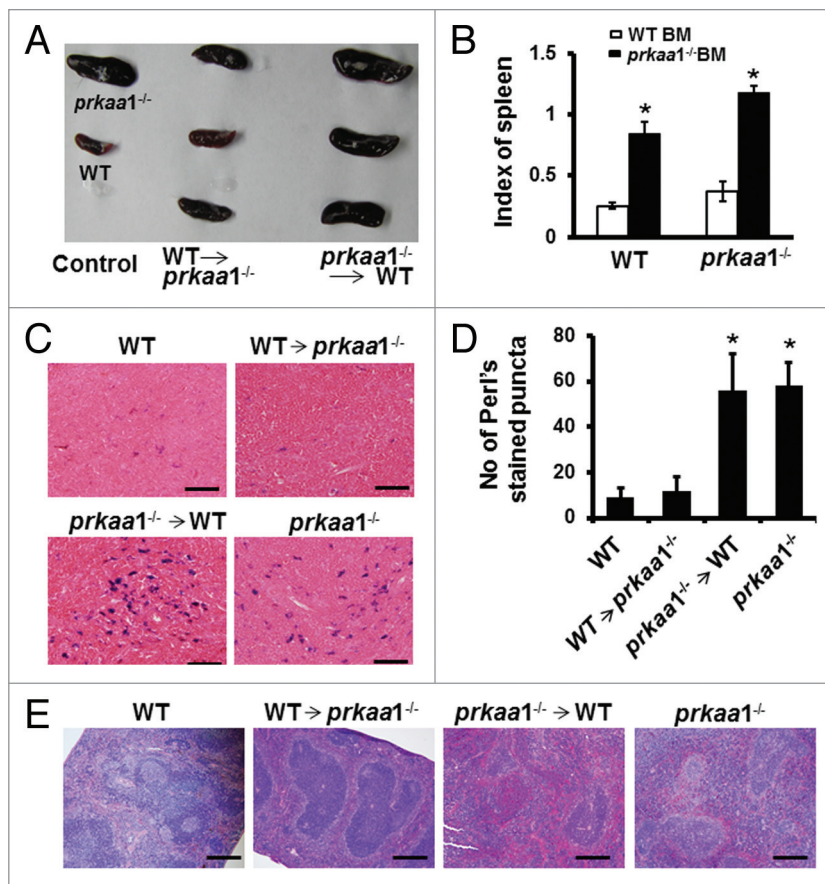 A
prkaa1-/-
WT
Control
WT→
prkaa1-/-
prkaa1-/-
→ WT
B
WT BM
prkaa1-/-BM
Index of spleen
1.5
1
0.5
0
*
*
WT
prkaa1-/-
C
WT
WT→prkaa1-/-
prkaa1-/-→WT
prkaa1-/-
D
No of Perl's
stained puncta
80
60
40
20
0
*
*
WT
WT→prkaa1-/-
prkaa1-/-→WT
prkaa1-/-
E
WT
WT→prkaa1-/-
prkaa1-/-→WT
prkaa1-/-